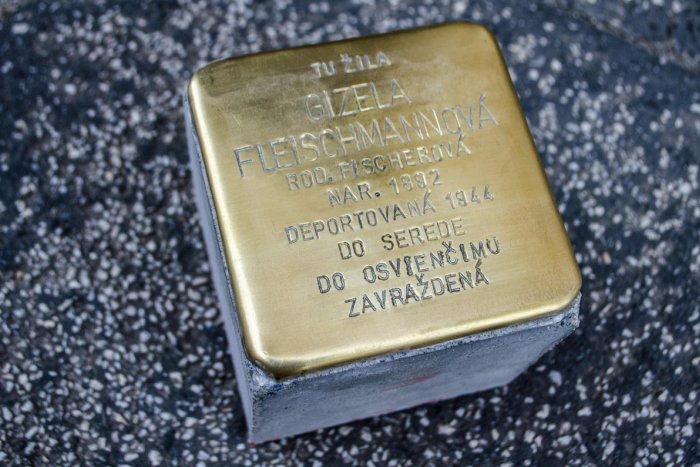 TU ŽILA
GIZELA
FLEISCHMANNOVÁ
ROD. FISCHEROVÁ
NAR. 1892
DEPORTOVANÁ 1944
DO SEREDE
DO OSVIENČIMU
ZAVRAŽDENÁ